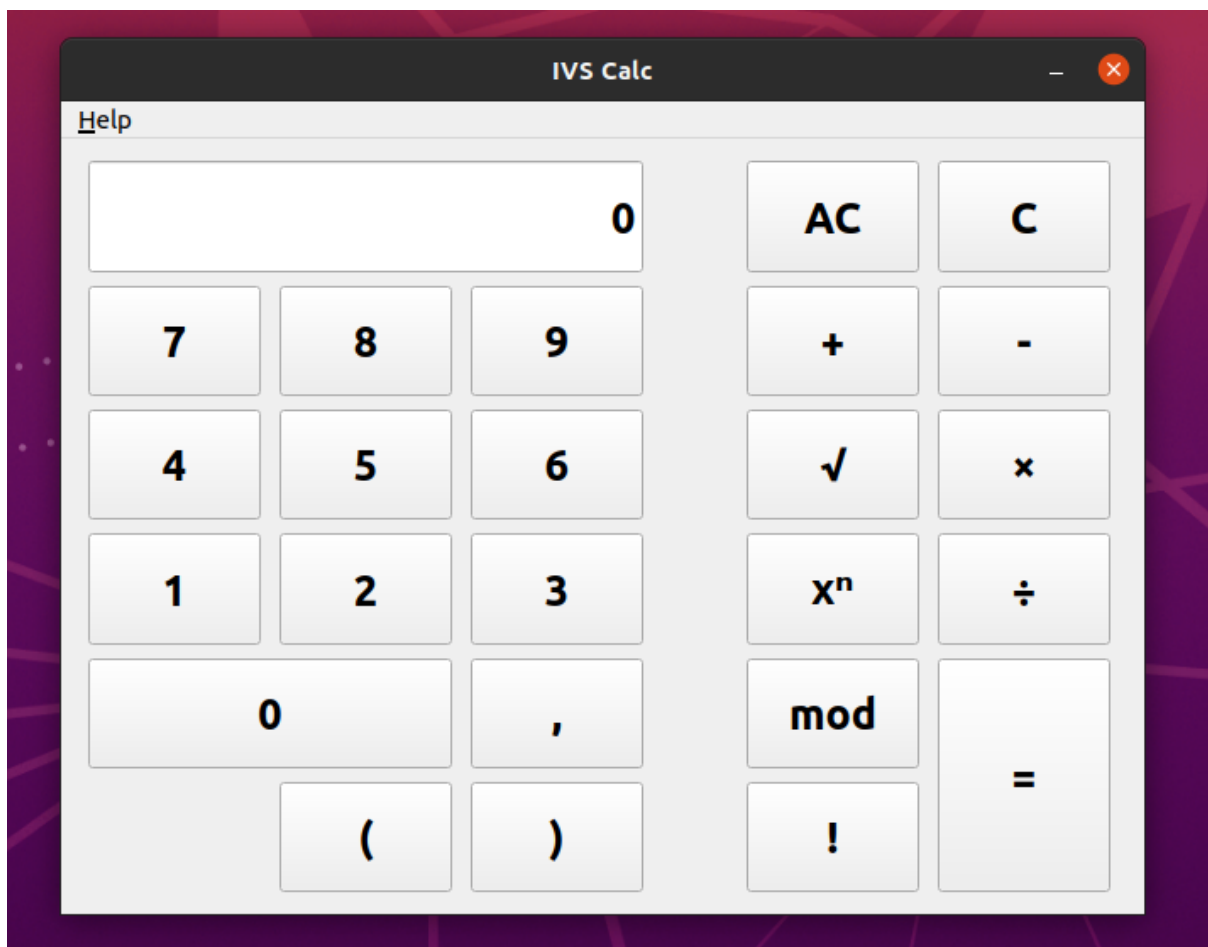 IVS Calc
Help
0 AC C
7 8 9 + -
4 5 6 √ ×
1 2 3 xⁿ ÷
0 , mod =
( ) !